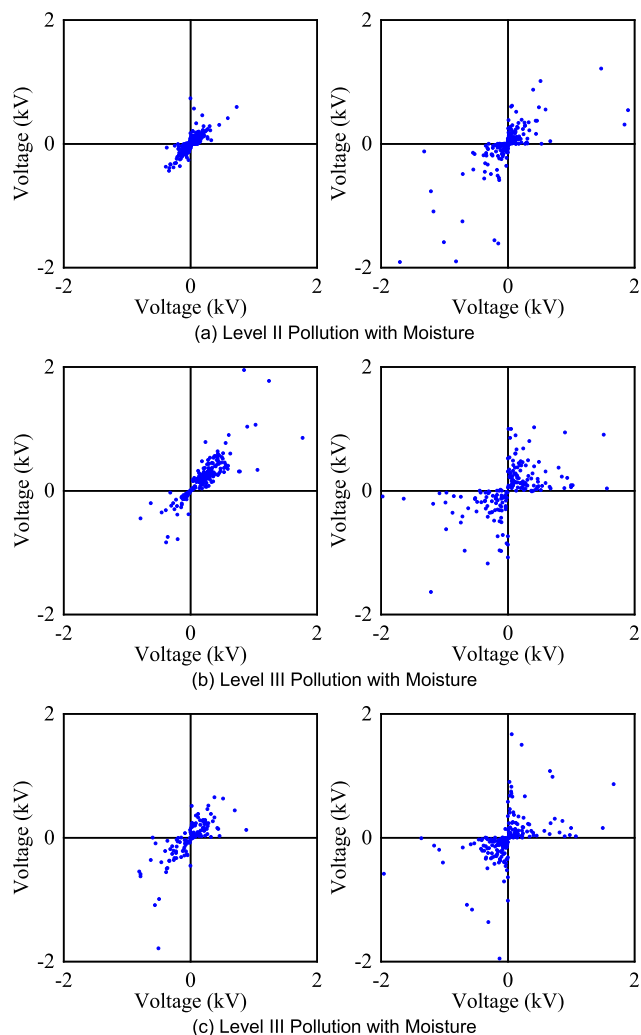 2 2
Voltage (kV) Voltage (kV)
0 0
-2 -2
-2 0 2 -2 0 2
Voltage (kV) Voltage (kV)
(a) Level II Pollution with Moisture
2 2
Voltage (kV) Voltage (kV)
0 0
-2 -2
-2 0 2 -2 0 2
Voltage (kV) Voltage (kV)
(b) Level III Pollution with Moisture
2 2
Voltage (kV) Voltage (kV)
0 0
-2 -2
-2 0 2 -2 0 2
Voltage (kV) Voltage (kV)
(c) Level III Pollution with Moisture